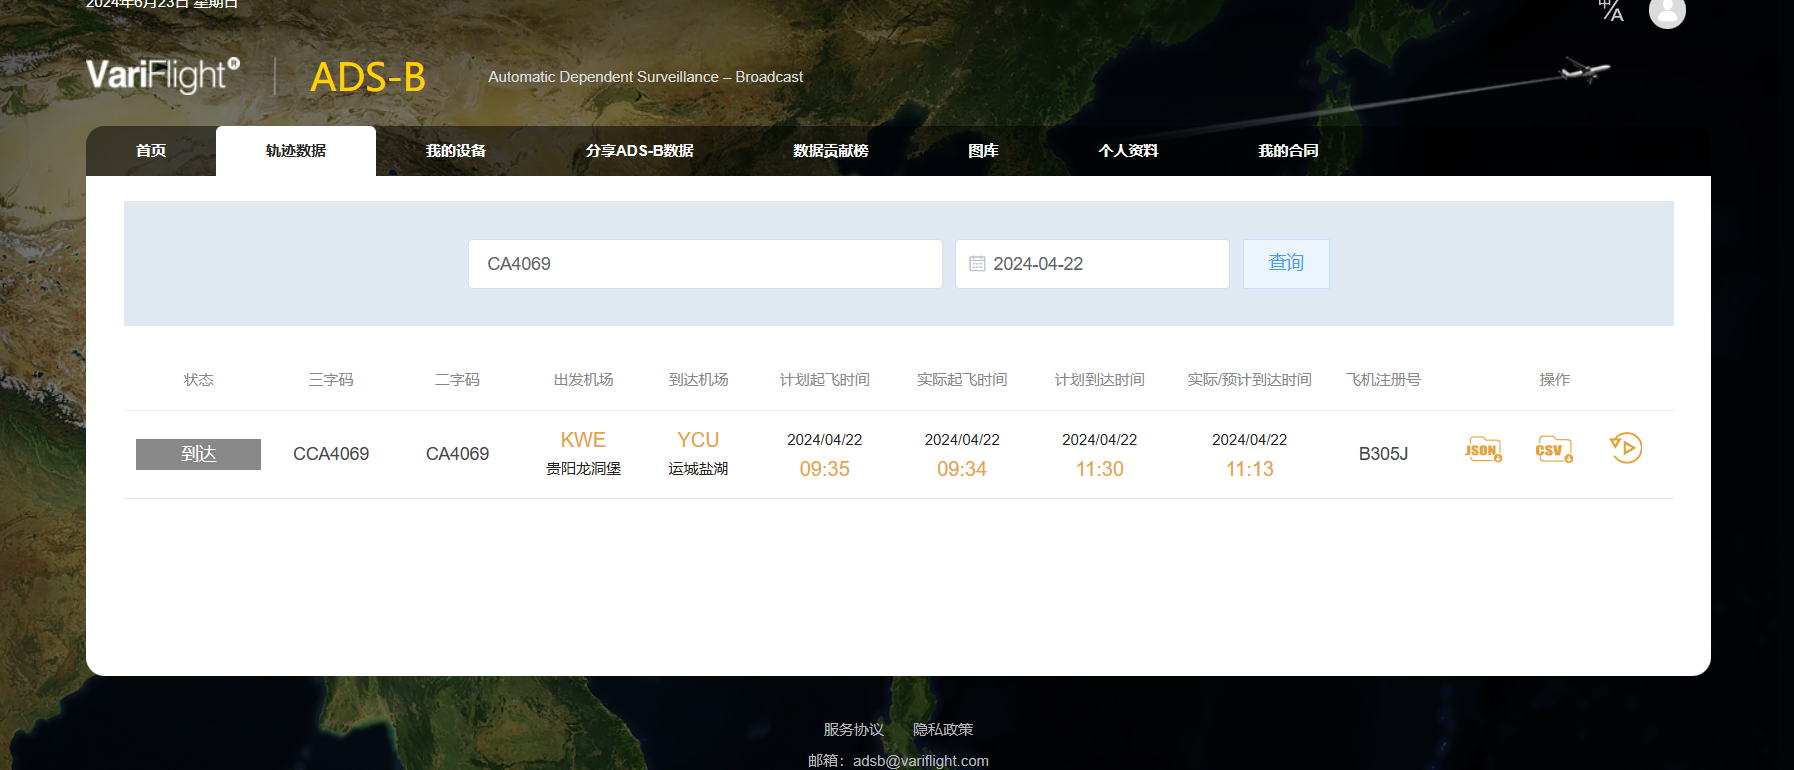 2024年6月23日 星期日
VariFlight® ADS-B Automatic Dependent Surveillance – Broadcast
首页 轨迹数据 我的设备 分享ADS-B数据 数据贡献榜 图库 个人资料 我的合同
CA4069 2024-04-22 查询
状态 三字码 二字码 出发机场 到达机场 计划起飞时间 实际起飞时间 计划到达时间 实际/预计到达时间 飞机注册号 操作
KWE YCU 2024/04/22 2024/04/22 2024/04/22 2024/04/22
到达 CCA4069 CA4069 B305J JSON CSV
贵阳龙洞堡 运城盐湖 09:35 09:34 11:30 11:13
服务协议 隐私政策
邮箱：adsb@variflight.com